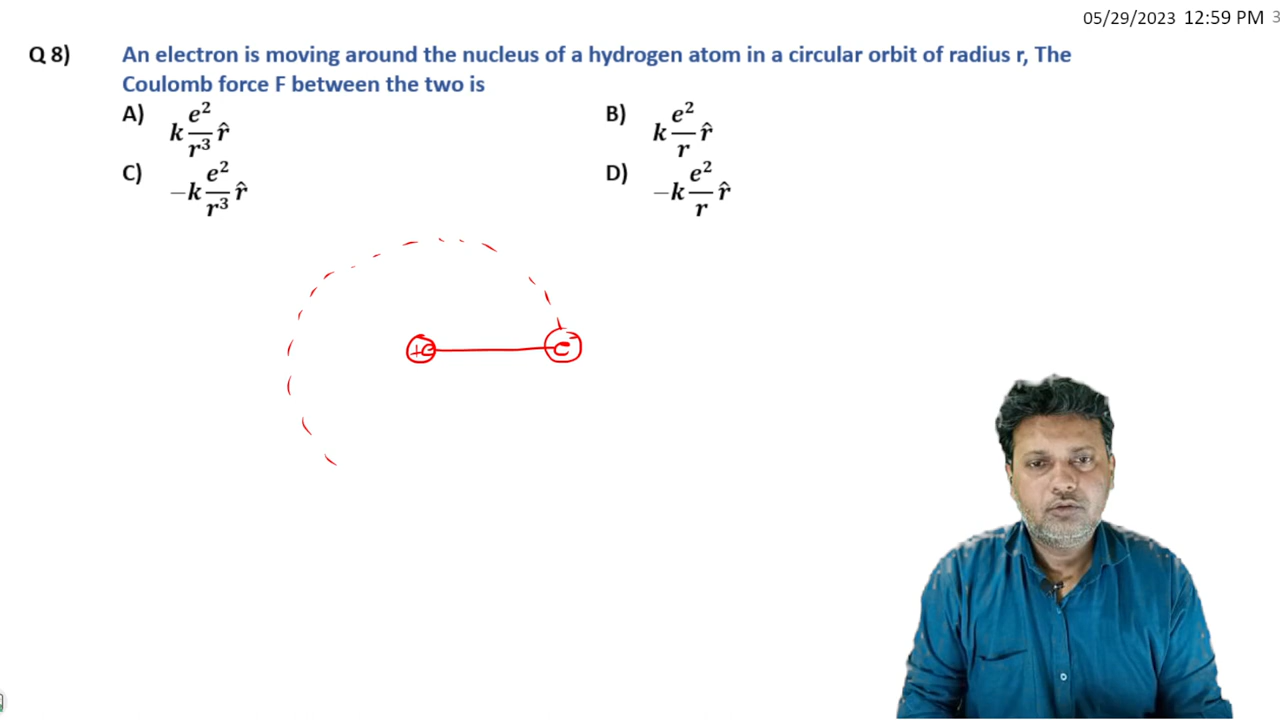 05/29/2023 12:59 PM 3
Q 8) An electron is moving around the nucleus of a hydrogen atom in a circular orbit of radius r, The
Coulomb force F between the two is
A) k e²/r³ r̂ B) k e²/r r̂
C) −k e²/r³ r̂ D) −k e²/r r̂
+e e⁻